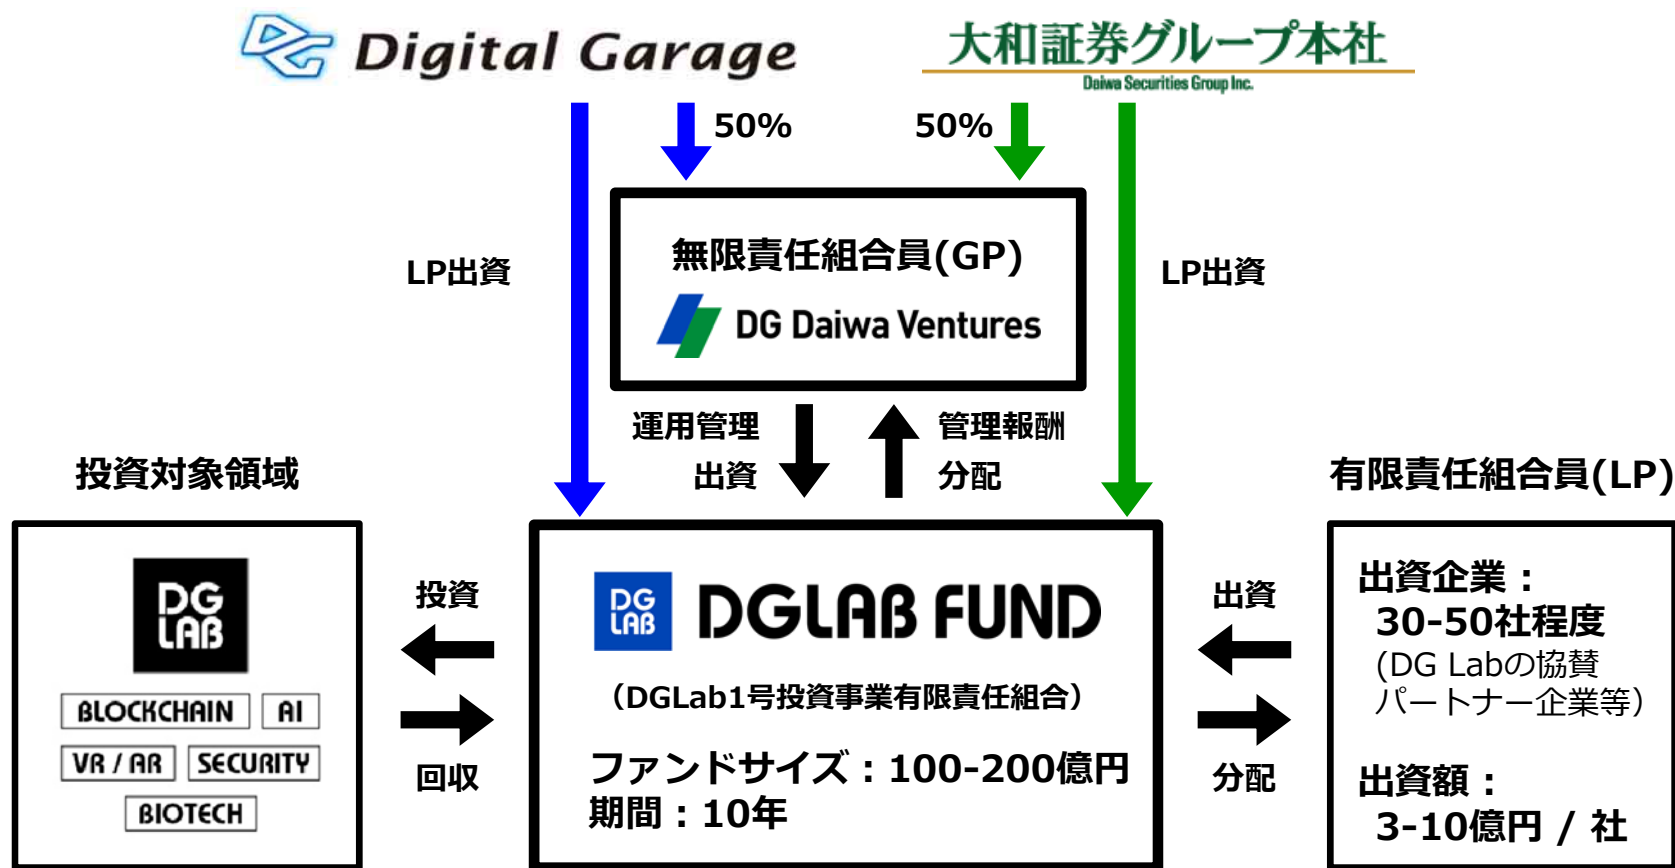 Digital Garage
大和証券グループ本社
Daiwa Securities Group Inc.
50%
50%
LP出資
無限責任組合員(GP)
DG Daiwa Ventures
LP出資
運用管理
出資
管理報酬
分配
投資対象領域
DG
LAB
BLOCKCHAIN
AI
VR / AR
SECURITY
BIOTECH
投資
回収
DG
LAB
DGLAB FUND
（DGLab1号投資事業有限責任組合）
ファンドサイズ：100-200億円
期間：10年
出資
分配
有限責任組合員(LP)
出資企業：
30-50社程度
(DG Labの協賛
パートナー企業等）
出資額：
3-10億円 / 社